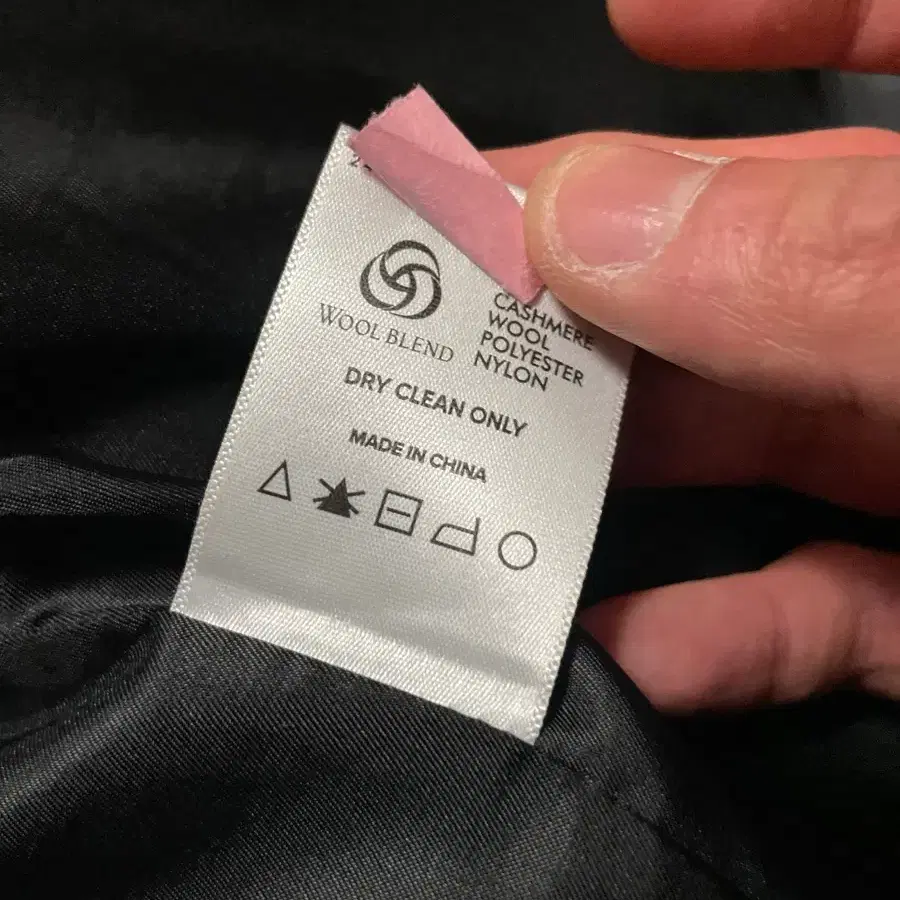 WOOL BLEND
CASHMERE
WOOL
POLYESTER
NYLON
DRY CLEAN ONLY
MADE IN CHINA